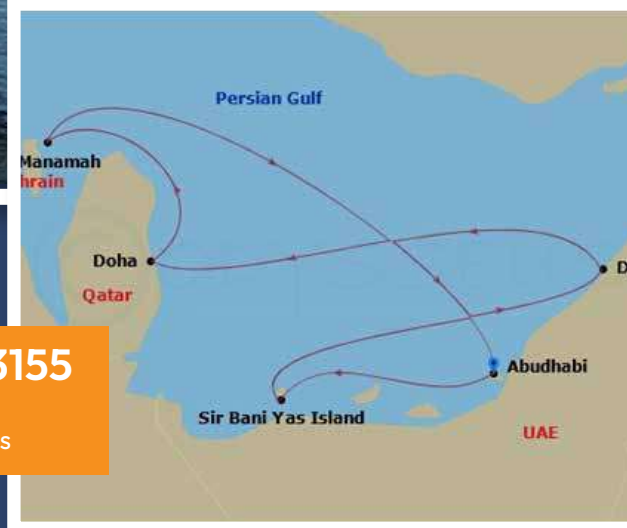 Persian Gulf
Manamah
hrain
Doha
Qatar
D
3155
s
Abudhabi
Sir Bani Yas Island
UAE